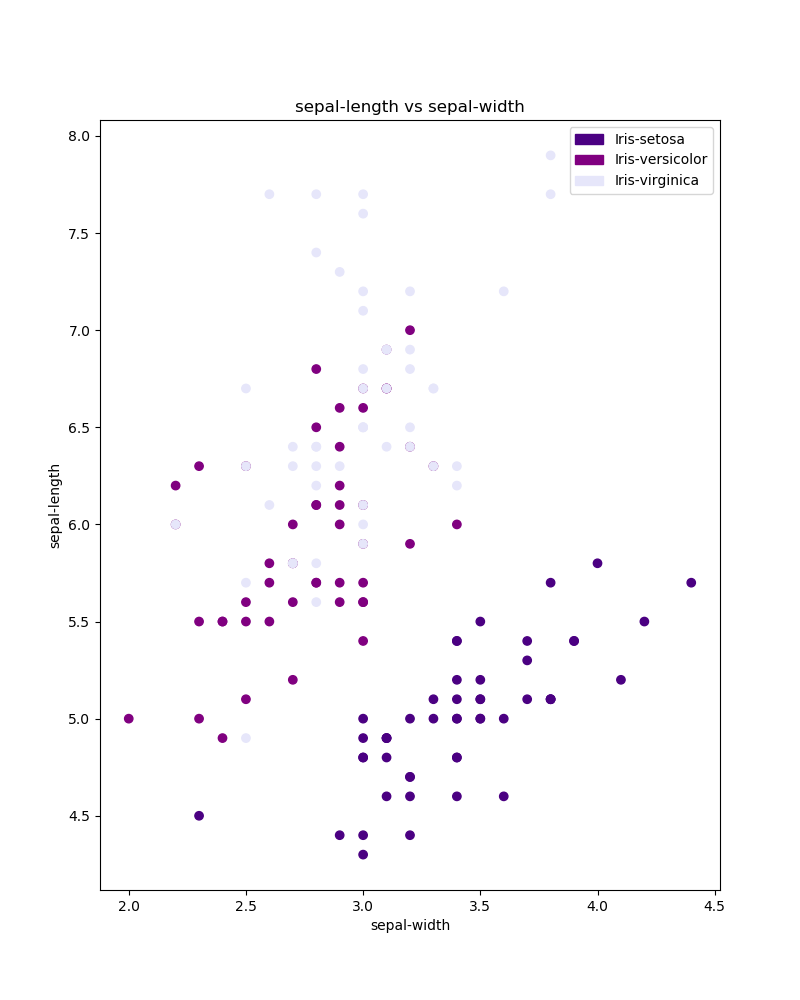 sepal-length vs sepal-width
Iris-setosa
Iris-versicolor
Iris-virginica
sepal-length
8.0
7.5
7.0
6.5
6.0
5.5
5.0
4.5
2.0 2.5 3.0 3.5 4.0 4.5
sepal-width